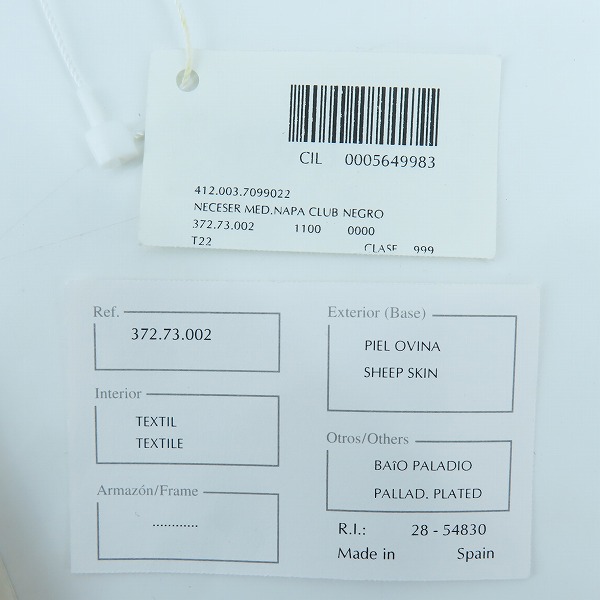 CIL 0005649983
412.003.7099022
NECESER MED.NAPA CLUB NEGRO
372.73.002 1100 0000
T22 CLASE 999
Ref.
372.73.002
Interior
TEXTIL
TEXTILE
Armazón/Frame
............
Exterior (Base)
PIEL OVINA
SHEEP SKIN
Otros/Others
BAîO PALADIO
PALLAD. PLATED
R.I.: 28 - 54830
Made in Spain